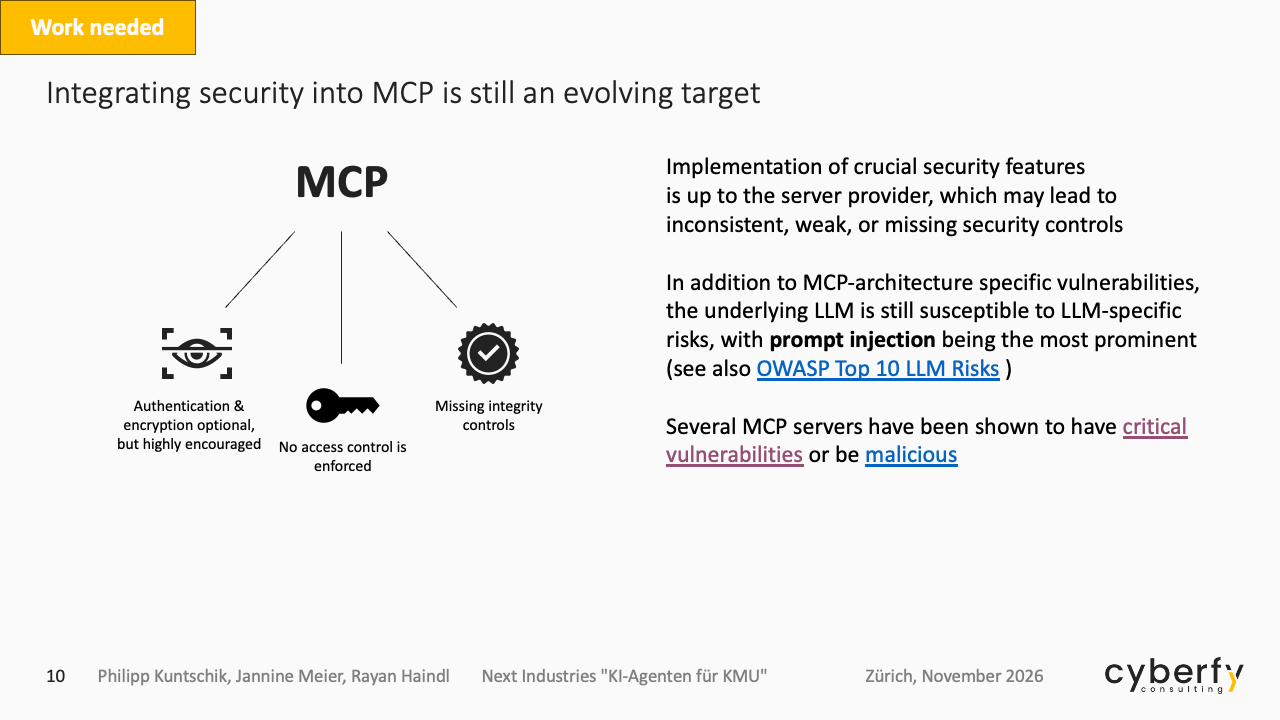 Work needed
Integrating security into MCP is still an evolving target
MCP
Authentication &
encryption optional,
but highly encouraged
No access control is
enforced
Missing integrity
controls
Implementation of crucial security features
is up to the server provider, which may lead to
inconsistent, weak, or missing security controls
In addition to MCP-architecture specific vulnerabilities,
the underlying LLM is still susceptible to LLM-specific
risks, with prompt injection being the most prominent
(see also OWASP Top 10 LLM Risks )
Several MCP servers have been shown to have critical
vulnerabilities or be malicious
10 Philipp Kuntschik, Jannine Meier, Rayan Haindl Next Industries "KI-Agenten für KMU" Zürich, November 2026
cyberfy
consulting